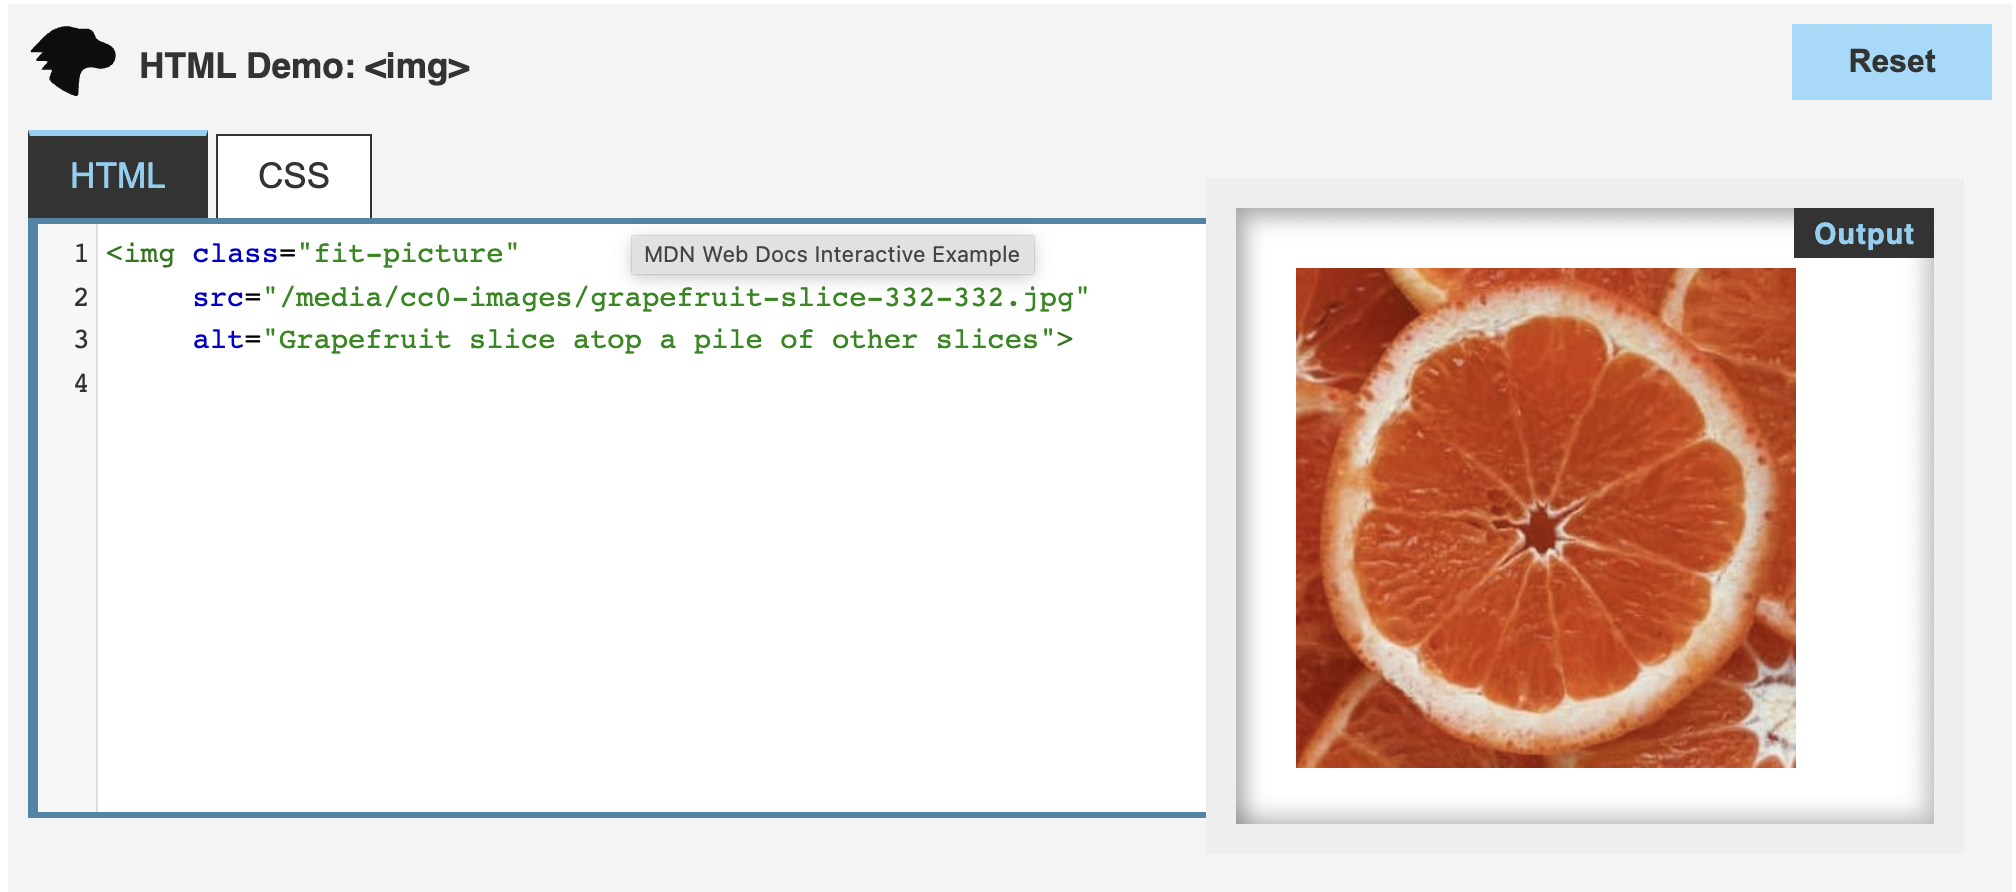 HTML Demo: <img>
Reset
HTML
CSS
1 <img class="fit-picture"
2 src="/media/cc0-images/grapefruit-slice-332-332.jpg"
3 alt="Grapefruit slice atop a pile of other slices">
4
MDN Web Docs Interactive Example
Output